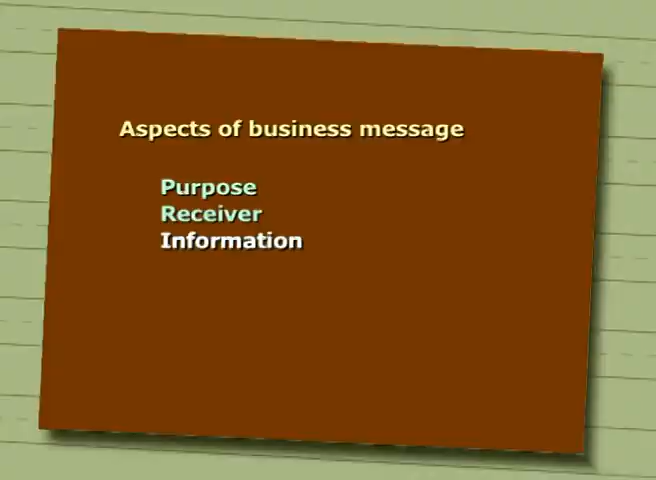 Aspects of business message
Purpose
Receiver
Information